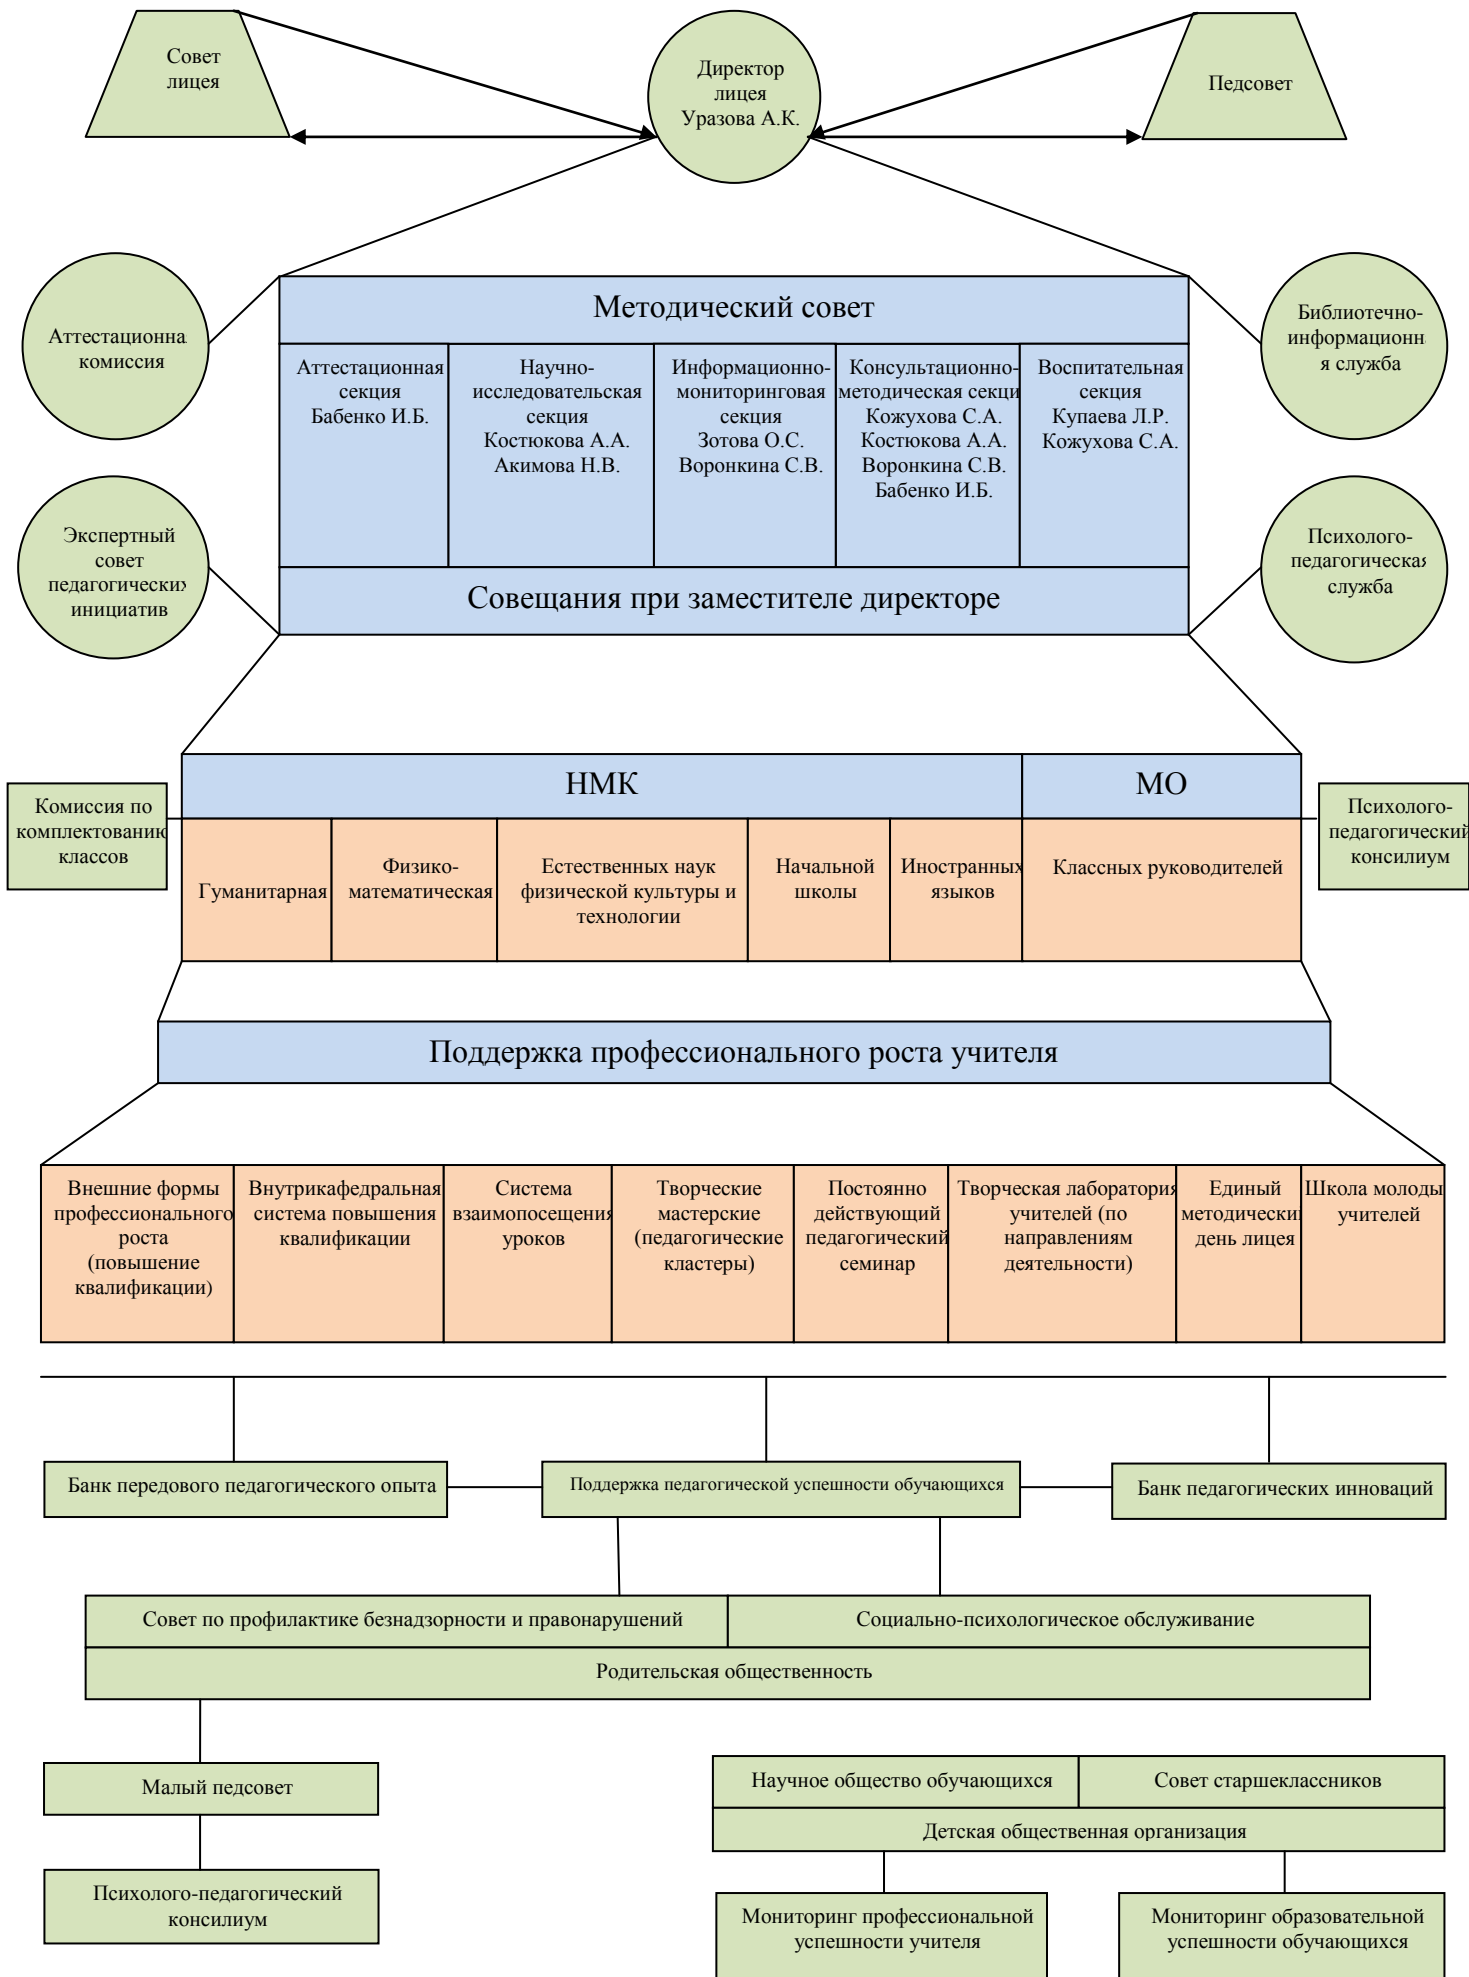 Совет
лицея
Директор
лицея
Уразова А.К.
Педсовет
Аттестационна
комиссия
Методический совет
Библиотечно-
информационн
я служба
Аттестационная
секция
Бабенко И.Б.
Научно-
исследовательская
секция
Костюкова А.А.
Акимова Н.В.
Информационно-
мониторинговая
секция
Зотова О.С.
Воронкина С.В.
Консультационно-
методическая секци
Кожухова С.А.
Костюкова А.А.
Воронкина С.В.
Бабенко И.Б.
Воспитательная
секция
Купаева Л.Р.
Кожухова С.А.
Экспертный
совет
педагогических
инициатив
Психолого-
педагогическая
служба
Совещания при заместителе директоре
НМК
МО
Комиссия по
комплектованию
классов
Психолого-
педагогический
консилиум
Гуманитарная
Физико-
математическая
Естественных наук
физической культуры и
технологии
Начальной
школы
Иностранных
языков
Классных руководителей
Поддержка профессионального роста учителя
Внешние формы
профессионального
роста
(повышение
квалификации)
Внутрикафедральная
система повышения
квалификации
Система
взаимопосещения
уроков
Творческие
мастерские
(педагогические
кластеры)
Постоянно
действующий
педагогический
семинар
Творческая лаборатория
учителей (по
направлениям
деятельности)
Единый
методически
день лицея
Школа молоды
учителей
Банк передового педагогического опыта
Поддержка педагогической успешности обучающихся
Банк педагогических инноваций
Совет по профилактике безнадзорности и правонарушений
Социально-психологическое обслуживание
Родительская общественность
Малый педсовет
Научное общество обучающихся
Совет старшеклассников
Детская общественная организация
Психолого-педагогический
консилиум
Мониторинг профессиональной
успешности учителя
Мониторинг образовательной
успешности обучающихся